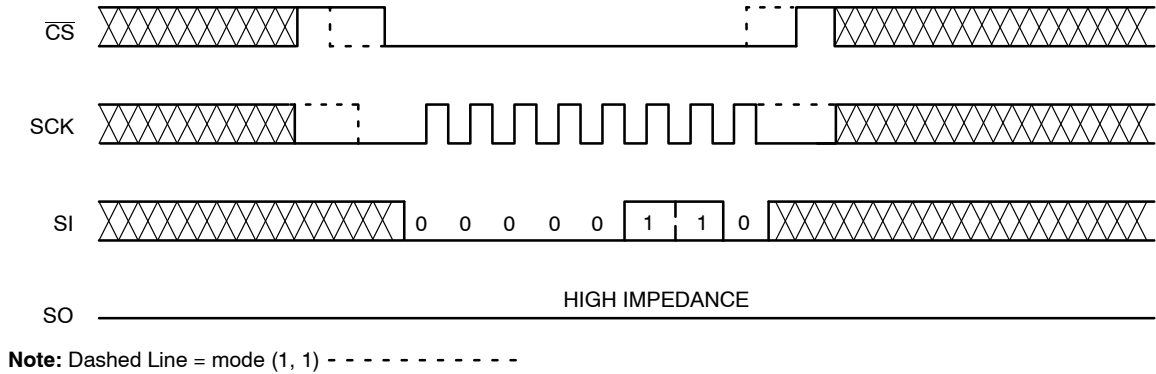 CS
SCK
SI 0 0 0 0 0 1 1 0
HIGH IMPEDANCE
SO
Note: Dashed Line = mode (1, 1)